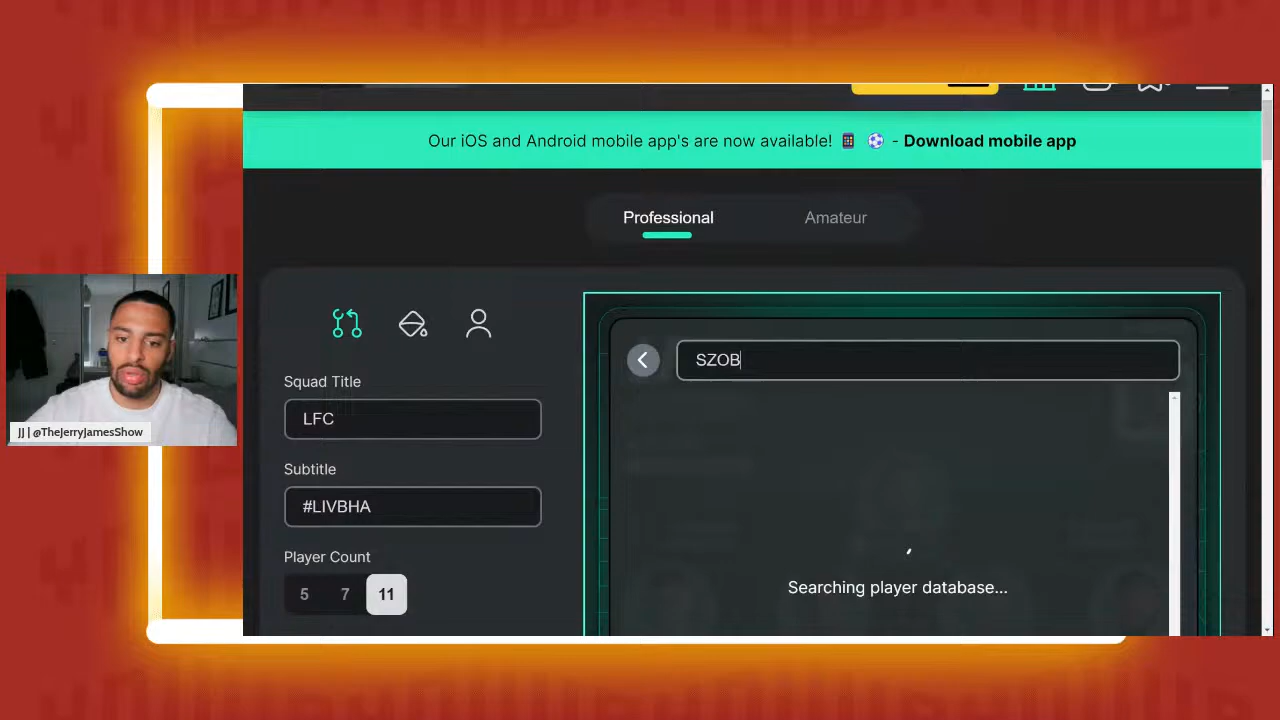 Our iOS and Android mobile app's are now available! - Download mobile app
Professional
Amateur
Squad Title
LFC
Subtitle
#LIVBHA
Player Count
5 7 11
SZOB
Searching player database...
JJ | @TheJerryJamesShow